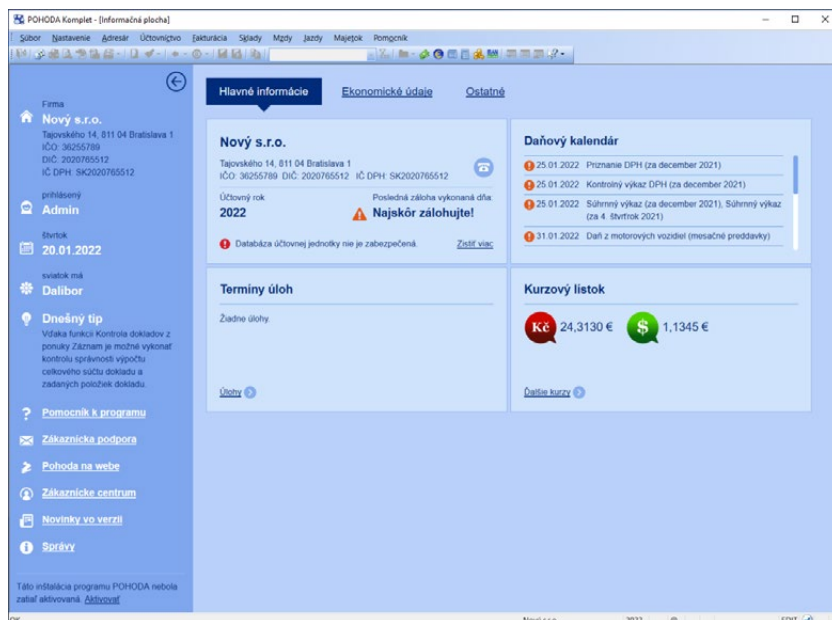 POHODA Komplet - [Informačná plocha]
Súbor Nastavenie Adresár Účtovníctvo Fakturácia Sklady Mzdy Jazdy Majetok Pomocník
Firma
Nový s.r.o.
Tajovského 14, 811 04 Bratislava 1
IČO: 36255789
DIČ: 2020765512
IČ DPH: SK2020765512
prihlásený
Admin
štvrtok
20.01.2022
sviatok má
Dalibor
Dnešný tip
Vďaka funkcii Kontrola dokladov z
ponuky Záznam je možné vykonať
kontrolu správnosti výpočtu
celkového súčtu dokladu a
zadaných položiek dokladu.
Pomocník k programu
Zákaznícka podpora
Pohoda na webe
Zákaznícke centrum
Novinky vo verzii
Správy
Táto inštalácia programu POHODA nebola
zatiaľ aktivovaná. Aktivovať
Hlavné informácie Ekonomické údaje Ostatné
Nový s.r.o.
Tajovského 14, 811 04 Bratislava 1
IČO: 36255789 DIČ: 2020765512 IČ DPH: SK2020765512
Účtovný rok Posledná záloha vykonaná dňa:
2022 Najskôr zálohujte!
Databáza účtovnej jednotky nie je zabezpečená. Zistiť viac
Daňový kalendár
25.01.2022 Priznanie DPH (za december 2021)
25.01.2022 Kontrolný výkaz DPH (za december 2021)
25.01.2022 Súhrnný výkaz (za december 2021), Súhrnný výkaz
(za 4. štvrťrok 2021)
31.01.2022 Daň z motorových vozidiel (mesačné preddavky)
Termíny úloh
Žiadne úlohy.
Úlohy
Kurzový lístok
Kč 24,3130 € $ 1,1345 €
Ďalšie kurzy